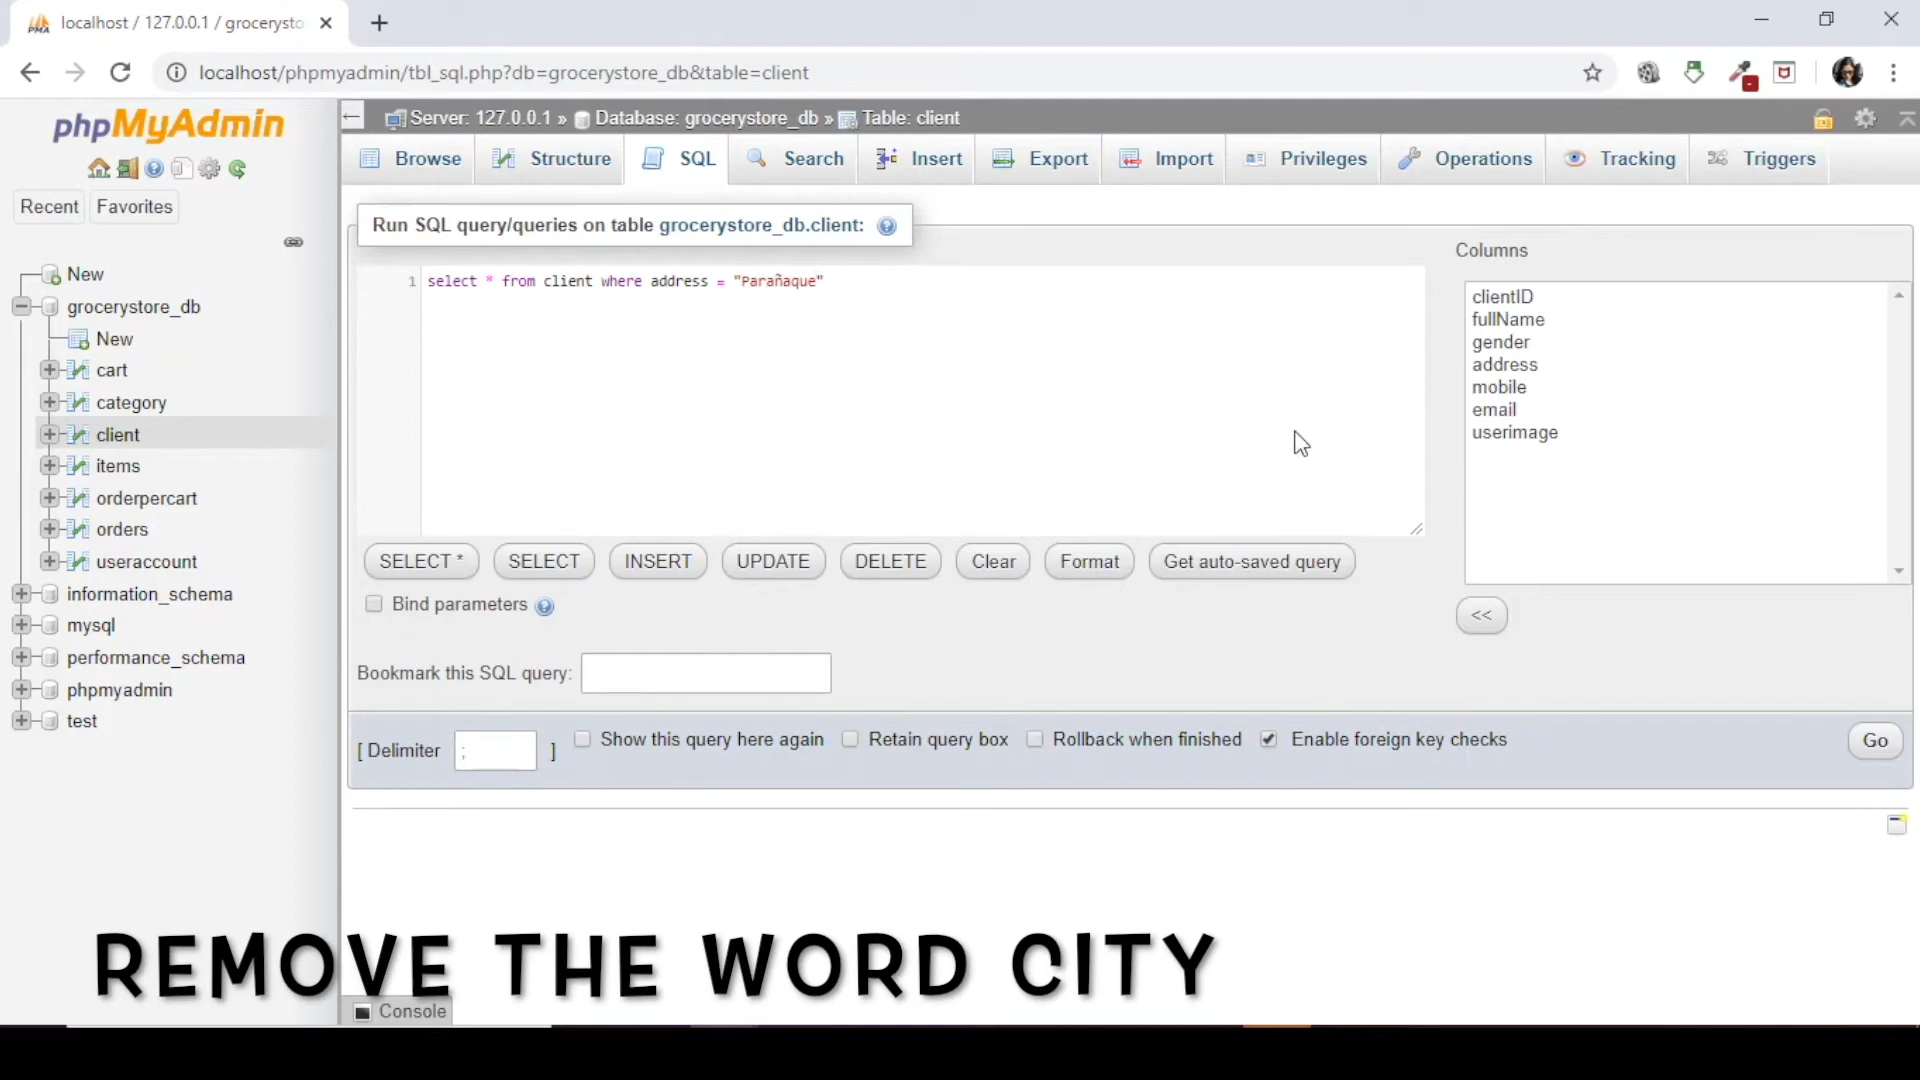 localhost / 127.0.0.1 / grocerysto
localhost/phpmyadmin/tbl_sql.php?db=grocerystore_db&table=client
phpMyAdmin
Recent Favorites
New
grocerystore_db
New
cart
category
client
items
orderpercart
orders
useraccount
information_schema
mysql
performance_schema
phpmyadmin
test
Server: 127.0.0.1 » Database: grocerystore_db » Table: client
Browse Structure SQL Search Insert Export Import Privileges Operations Tracking Triggers
Run SQL query/queries on table grocerystore_db.client:
1 select * from client where address = "Parañaque"
Columns
clientID
fullName
gender
address
mobile
email
userimage
SELECT * SELECT INSERT UPDATE DELETE Clear Format Get auto-saved query
<<
Bind parameters
Bookmark this SQL query:
[ Delimiter ; ] Show this query here again Retain query box Rollback when finished Enable foreign key checks Go
REMOVE THE WORD CITY
Console